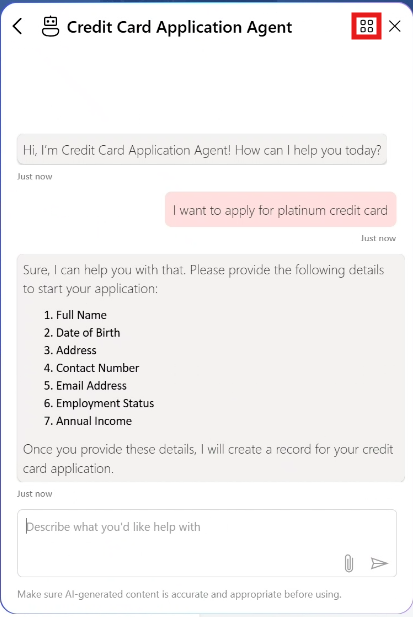 Credit Card Application Agent
Hi, I'm Credit Card Application Agent! How can I help you today?
Just now
I want to apply for platinum credit card
Just now
Sure, I can help you with that. Please provide the following details
to start your application:
1. Full Name
2. Date of Birth
3. Address
4. Contact Number
5. Email Address
6. Employment Status
7. Annual Income
Once you provide these details, I will create a record for your credit
card application.
Just now
Describe what you'd like help with
Make sure AI-generated content is accurate and appropriate before using.